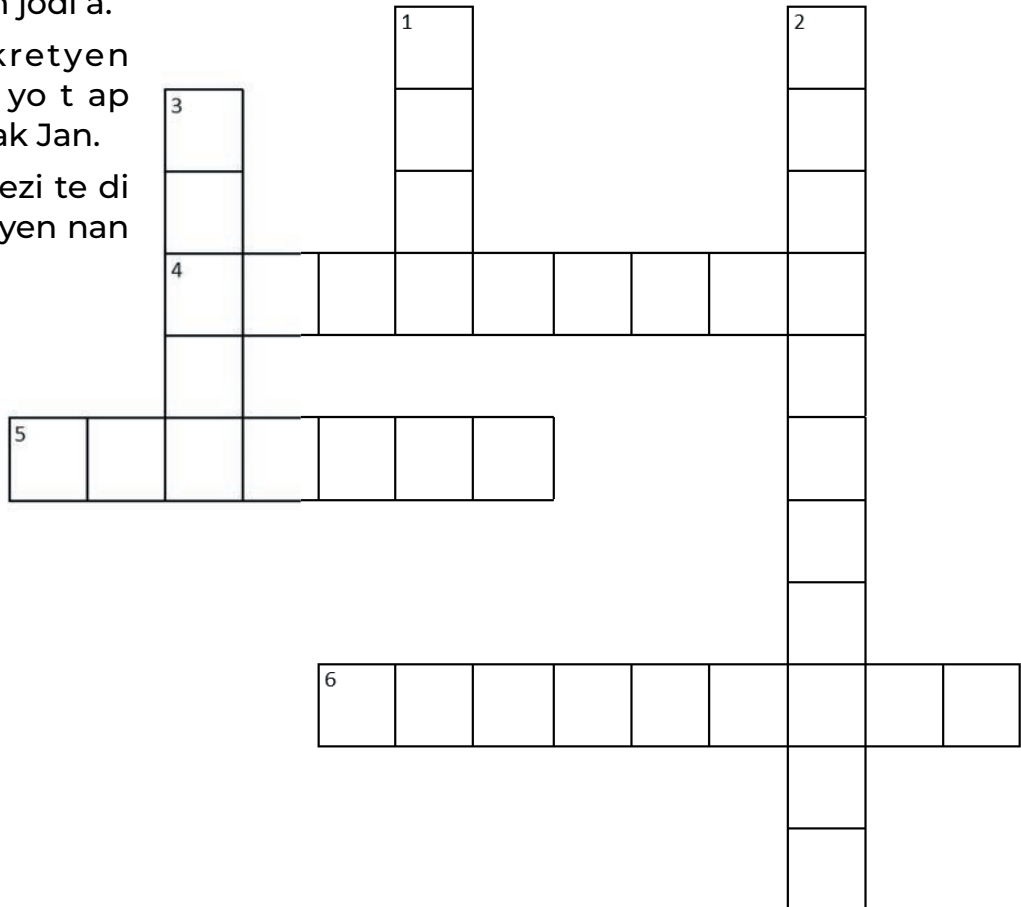 jodi a.
kretyen
yo t ap
ak Jan.
ezi te di
yen nan
1
2
3
4
5
6